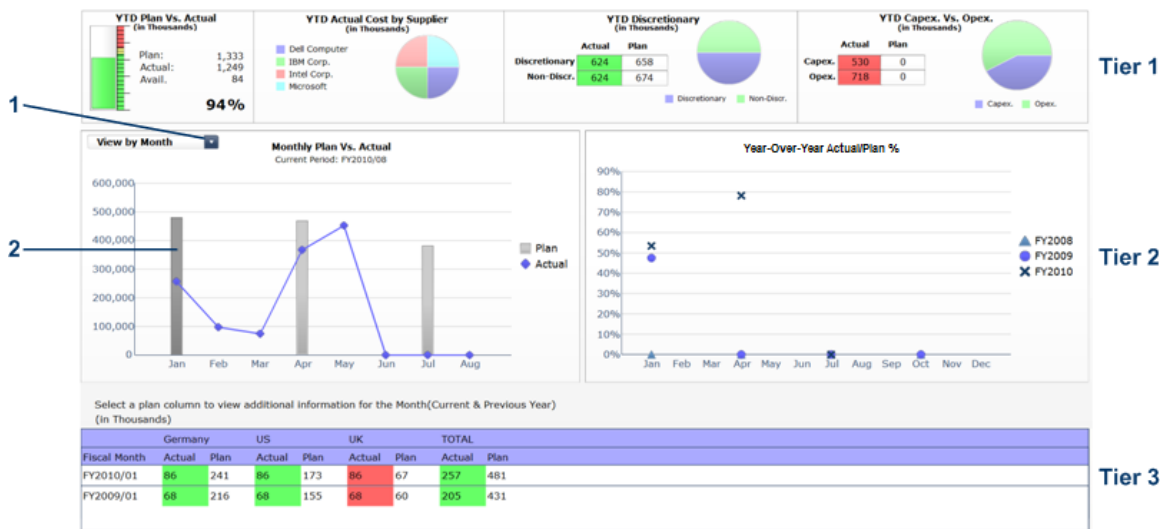 YTD Plan Vs. Actual
(in Thousands)
Plan: 1,333
Actual: 1,249
Avail. 84
94%
YTD Actual Cost by Supplier
(in Thousands)
Dell Computer
IBM Corp.
Intel Corp.
Microsoft
YTD Discretionary
(in Thousands)
Actual Plan
Discretionary 624 658
Non-Discr. 624 674
Discretionary Non-Discr.
YTD Capex. Vs. Opex.
(in Thousands)
Actual Plan
Capex. 530 0
Opex. 718 0
Capex. Opex.
Tier 1
1
View by Month
Monthly Plan Vs. Actual
Current Period: FY2010/08
600,000
500,000
400,000
300,000
200,000
100,000
0
Jan Feb Mar Apr May Jun Jul Aug
Plan
Actual
2
Year-Over-Year Actual/Plan %
90%
80%
70%
60%
50%
40%
30%
20%
10%
0%
Jan Feb Mar Apr May Jun Jul Aug Sep Oct Nov Dec
FY2008
FY2009
FY2010
Tier 2
Select a plan column to view additional information for the Month(Current & Previous Year)
(in Thousands)
Germany US UK TOTAL
Fiscal Month Actual Plan Actual Plan Actual Plan Actual Plan
FY2010/01 86 241 86 173 86 67 257 481
FY2009/01 68 216 68 155 68 60 205 431
Tier 3